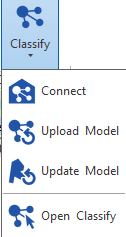 Classify
Connect
Upload Model
Update Model
Open Classify